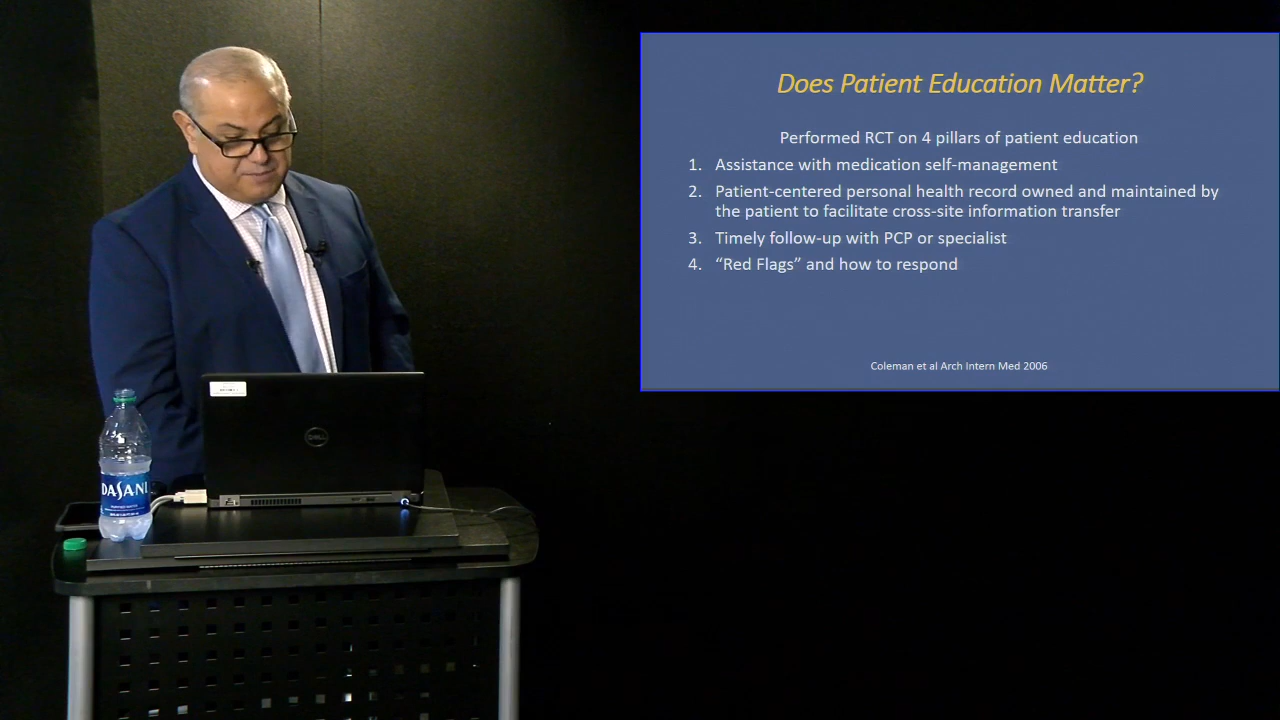 Does Patient Education Matter?
Performed RCT on 4 pillars of patient education
1. Assistance with medication self-management
2. Patient-centered personal health record owned and maintained by
the patient to facilitate cross-site information transfer
3. Timely follow-up with PCP or specialist
4. “Red Flags” and how to respond
Coleman et al Arch Intern Med 2006
DELL
DASANI